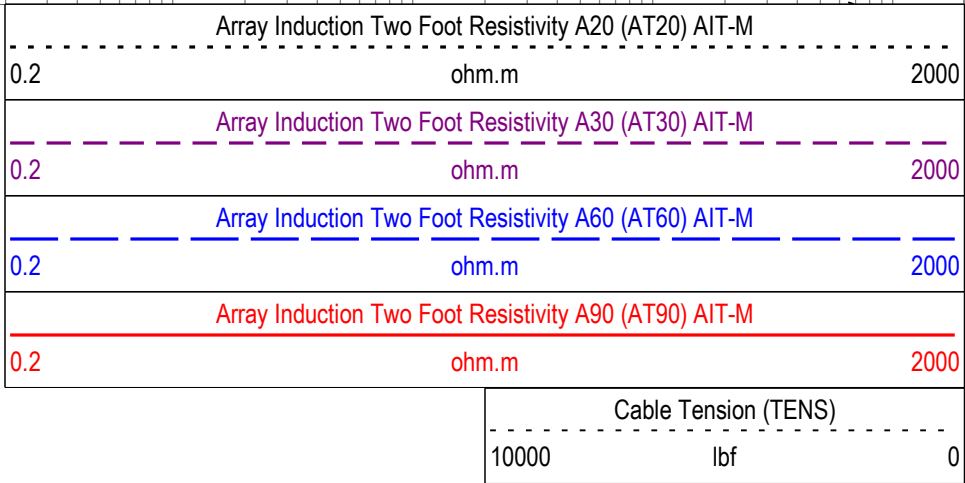 Array Induction Two Foot Resistivity A20 (AT20) AIT-M
0.2 ohm.m 2000
Array Induction Two Foot Resistivity A30 (AT30) AIT-M
0.2 ohm.m 2000
Array Induction Two Foot Resistivity A60 (AT60) AIT-M
0.2 ohm.m 2000
Array Induction Two Foot Resistivity A90 (AT90) AIT-M
0.2 ohm.m 2000
Cable Tension (TENS)
10000 lbf 0